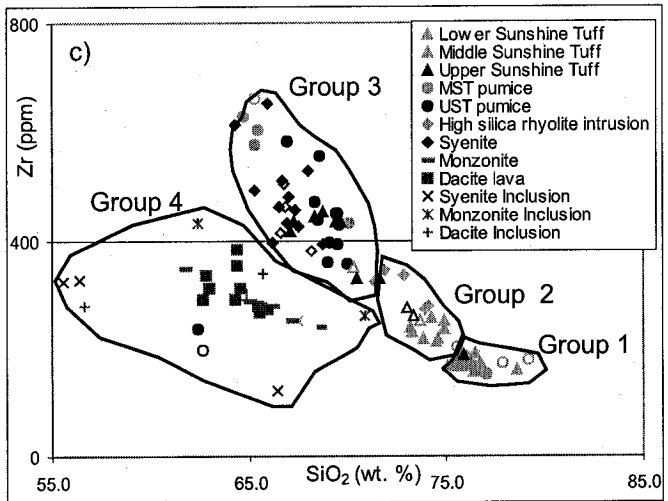 800
c)
Group 3
Lower Sunshine Tuff
Middle Sunshine Tuff
Upper Sunshine Tuff
MST pumice
UST pumice
High silica rhyolite intrusion
Syenite
Monzonite
Dacite lava
Syenite Inclusion
Monzonite Inclusion
Dacite Inclusion
Zr (ppm)
Group 4
400
Group 2
Group 1
0
55.0
65.0
75.0
85.0
SiO₂ (wt. %)